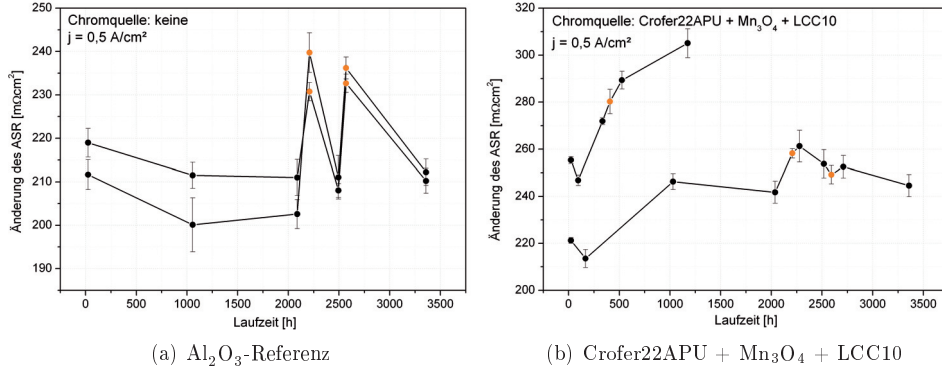 Chromquelle: keine
j = 0,5 A/cm²
Änderung des ASR [mΩcm²]
250
240
230
220
210
200
190
0 500 1000 1500 2000 2500 3000 3500
Laufzeit [h]
(a) Al₂O₃-Referenz
Chromquelle: Crofer22APU + Mn₃O₄ + LCC10
j = 0,5 A/cm²
Änderung des ASR [mΩcm²]
320
300
280
260
240
220
200
0 500 1000 1500 2000 2500 3000 3500
Laufzeit [h]
(b) Crofer22APU + Mn₃O₄ + LCC10